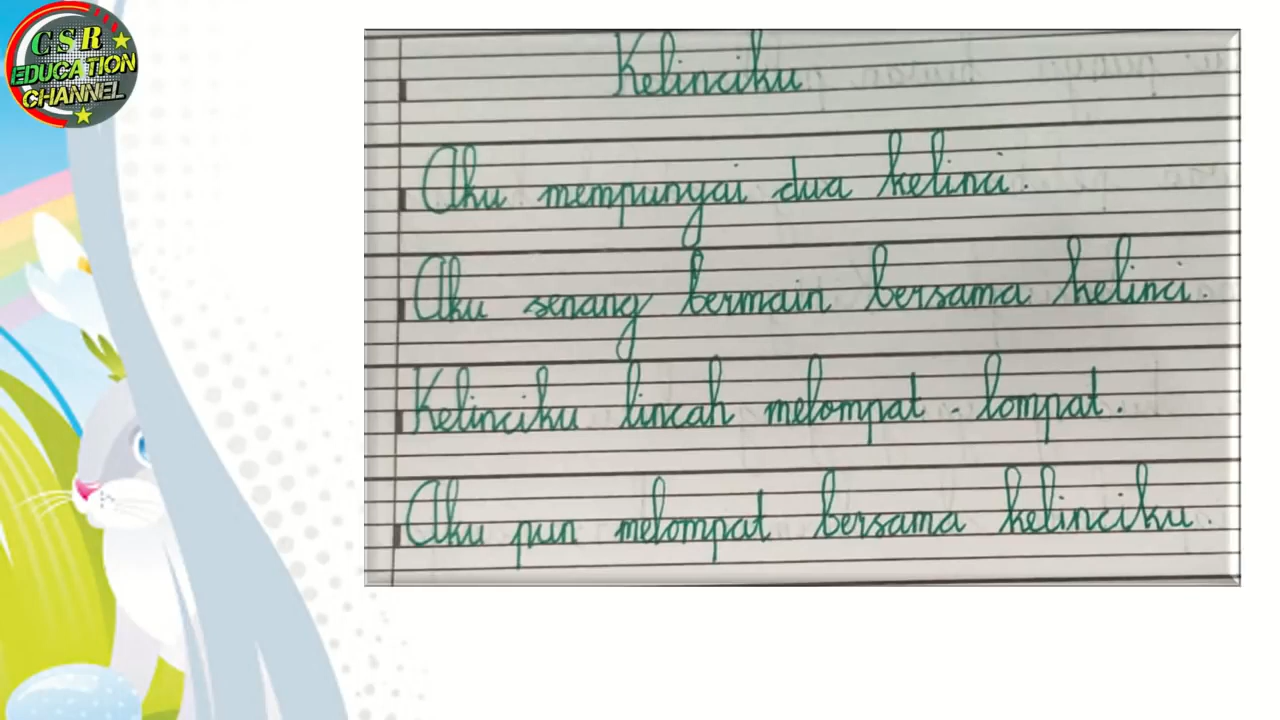 CSR
EDUCATION
CHANNEL
Kelinciku
Aku mempunyai dua kelinci.
Aku senang bermain bersama kelinci.
Kelinciku lincah melompat - lompat.
Aku pun melompat bersama kelinciku.